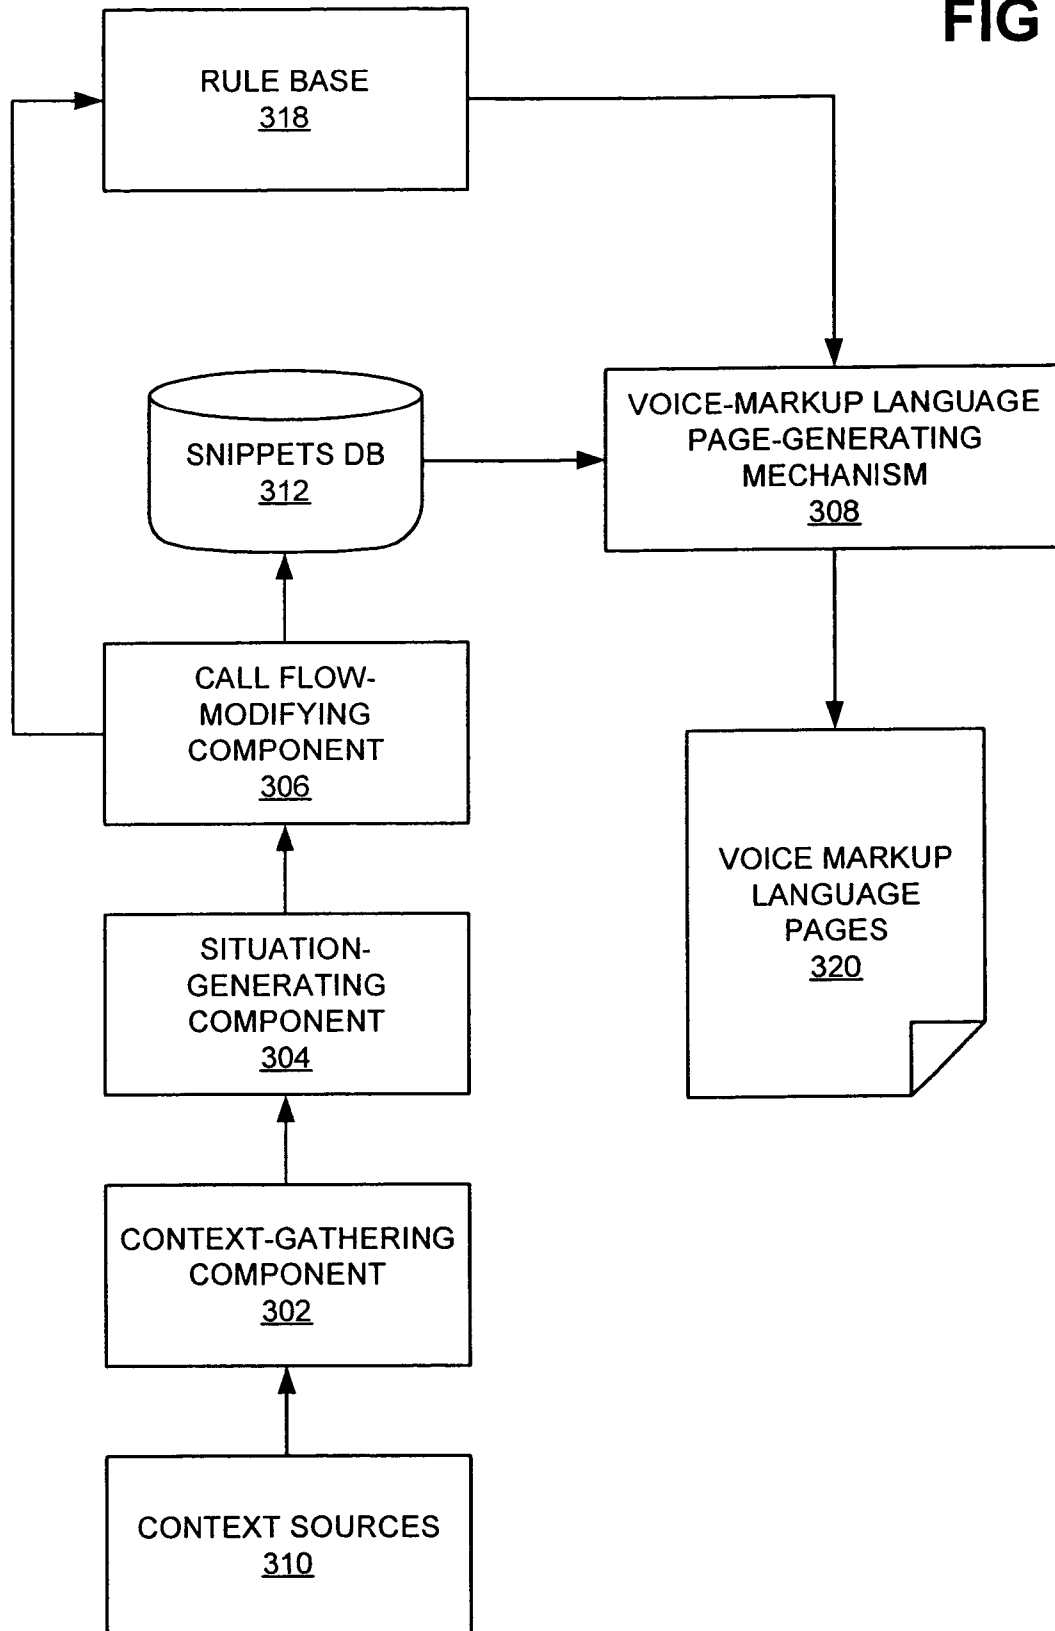 FIG
RULE BASE
318
SNIPPETS DB
312
VOICE-MARKUP LANGUAGE
PAGE-GENERATING
MECHANISM
308
CALL FLOW-
MODIFYING
COMPONENT
306
VOICE MARKUP
LANGUAGE
PAGES
320
SITUATION-
GENERATING
COMPONENT
304
CONTEXT-GATHERING
COMPONENT
302
CONTEXT SOURCES
310